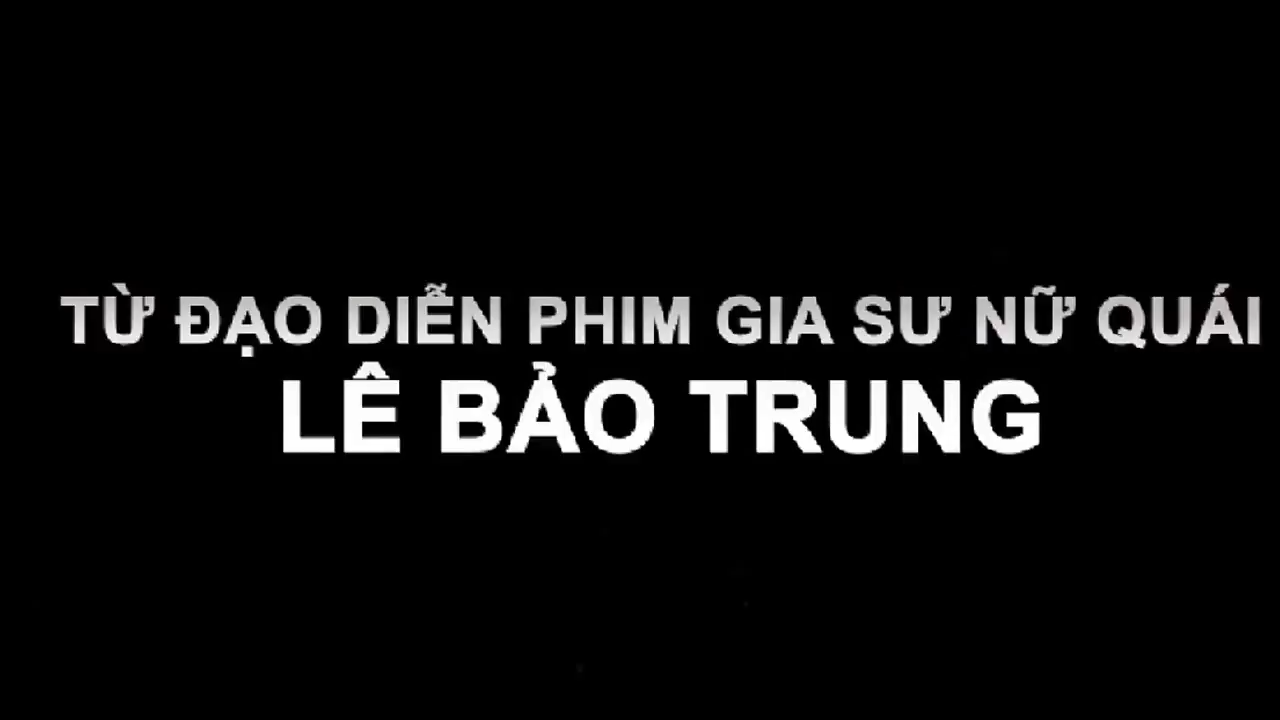 TỪ ĐẠO DIỄN PHIM GIA SƯ NỮ QUÁI
LÊ BẢO TRUNG